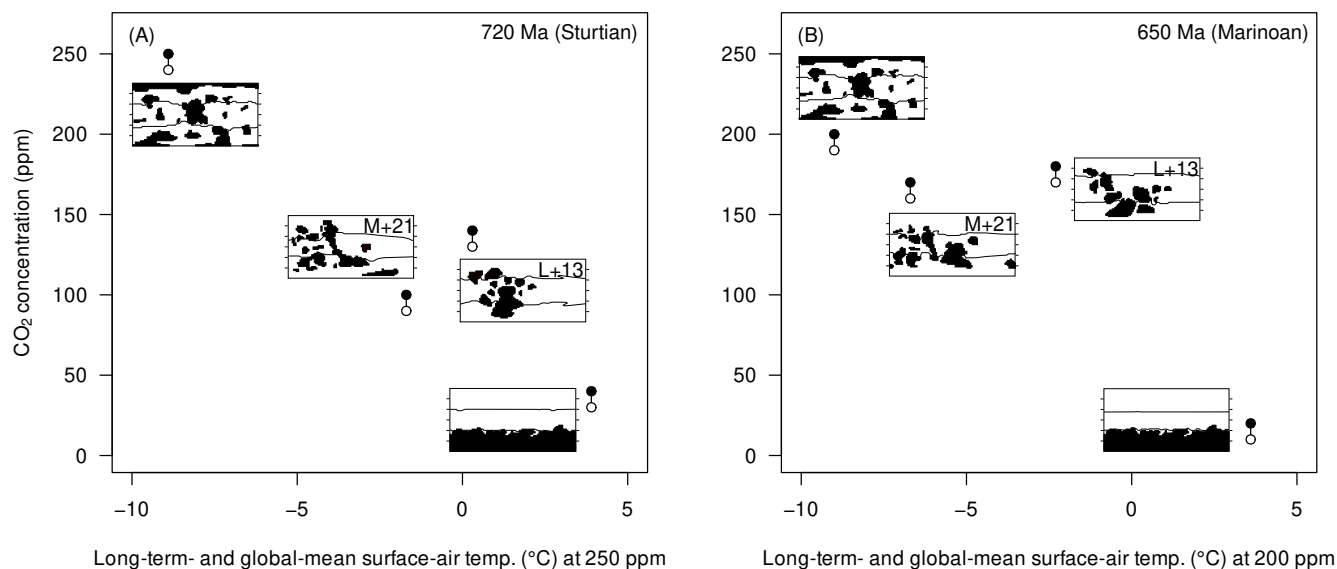 (A)
720 Ma (Sturtian)
CO₂ concentration (ppm)
250
200
150
100
50
0
M+21
L+13
−10
−5
0
5
Long-term- and global-mean surface-air temp. (°C) at 250 ppm
(B)
650 Ma (Marinoan)
250
200
150
100
50
0
L+13
M+21
−10
−5
0
5
Long-term- and global-mean surface-air temp. (°C) at 200 ppm